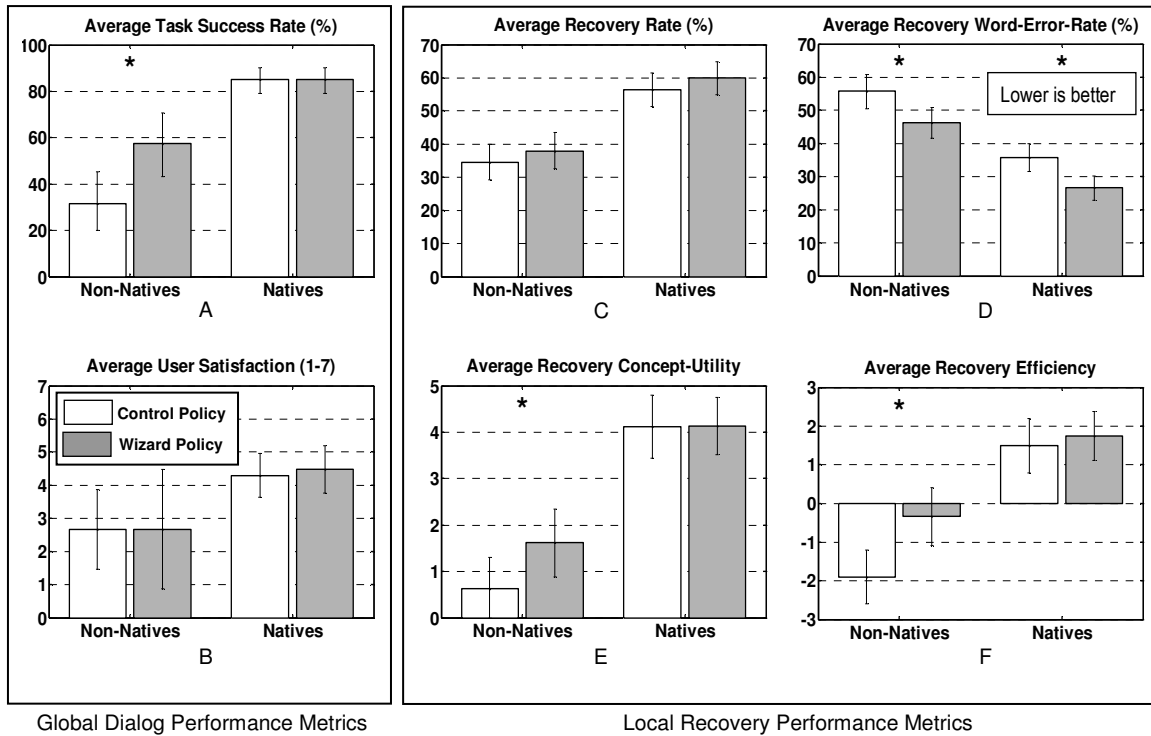 Average Task Success Rate (%)
100
80
60
40
20
0
*
Non-Natives
Natives
A
Average User Satisfaction (1-7)
7
6
5
4
3
2
1
0
Control Policy
Wizard Policy
Non-Natives
Natives
B
Global Dialog Performance Metrics
Average Recovery Rate (%)
70
60
50
40
30
20
10
0
Non-Natives
Natives
C
Average Recovery Word-Error-Rate (%)
70
60
50
40
30
20
10
0
*
*
Lower is better
Non-Natives
Natives
D
Average Recovery Concept-Utility
5
4
3
2
1
0
*
Non-Natives
Natives
E
Average Recovery Efficiency
3
2
1
0
-1
-2
-3
*
Non-Natives
Natives
F
Local Recovery Performance Metrics